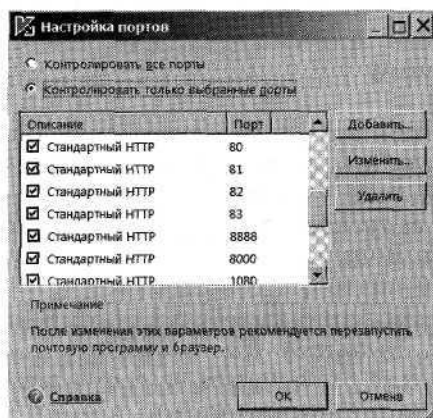 Настройка портов
Контролировать все порты
Контролировать только выбранные порты
Описание Порт
Стандартный HTTP 80
Стандартный HTTP 81
Стандартный HTTP 82
Стандартный HTTP 83
Стандартный HTTP 8888
Стандартный HTTP 8000
Стандартный HTTP 1080
Добавить...
Изменить...
Удалить
Примечание
После изменения этих параметров рекомендуется перезапустить
почтовую программу и браузер.
Справка
ОК
Отмена